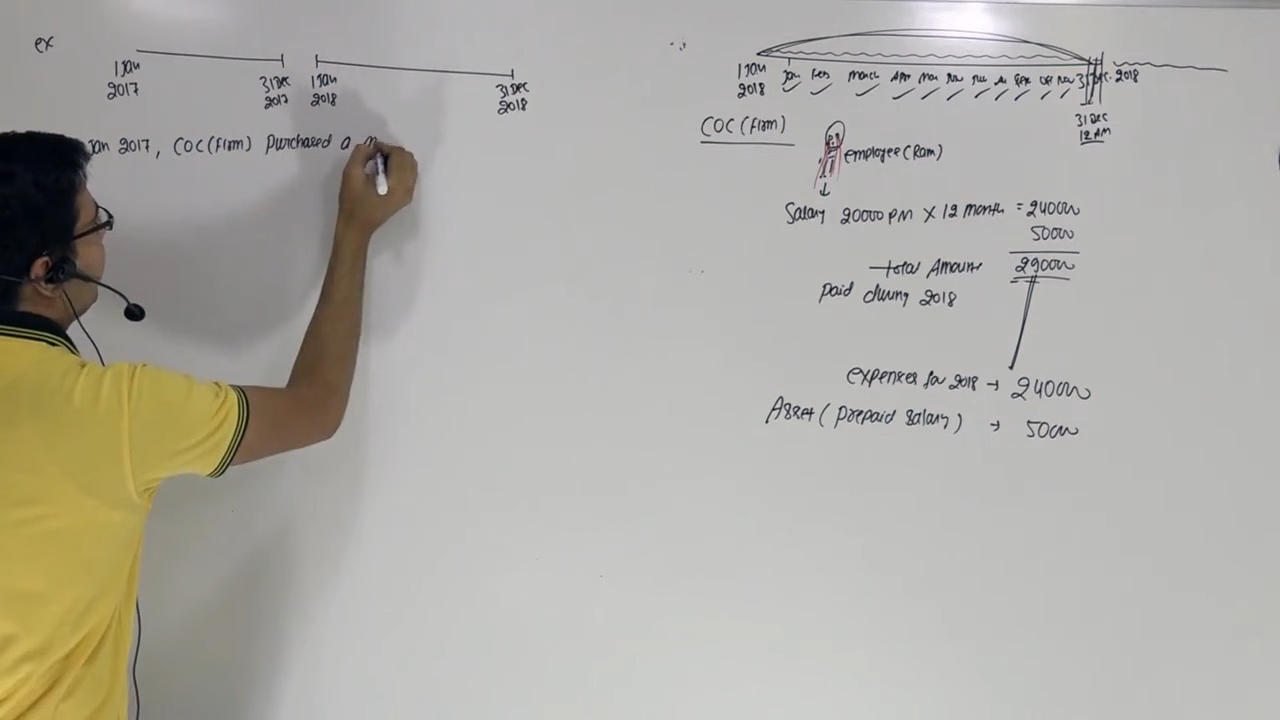 ex
1 Jan
2017
31 Dec
2017
1 Jan
2018
31 Dec
2018
Jan 2017, COC (Firm) Purchased a
1 Jan
2018
Jan Feb March Apr
31 Dec. 2018
31 Dec
12 AM
COC (Firm)
employee (Ram)
Salary 20000 PM X 12 month = 240000
50000
Total Amount 290000
Paid during 2018
expenses for 2018 → 240000
Asset (Prepaid Salary) → 50000